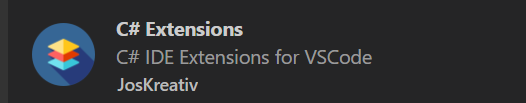 C# Extensions
C# IDE Extensions for VSCode
JosKreativ